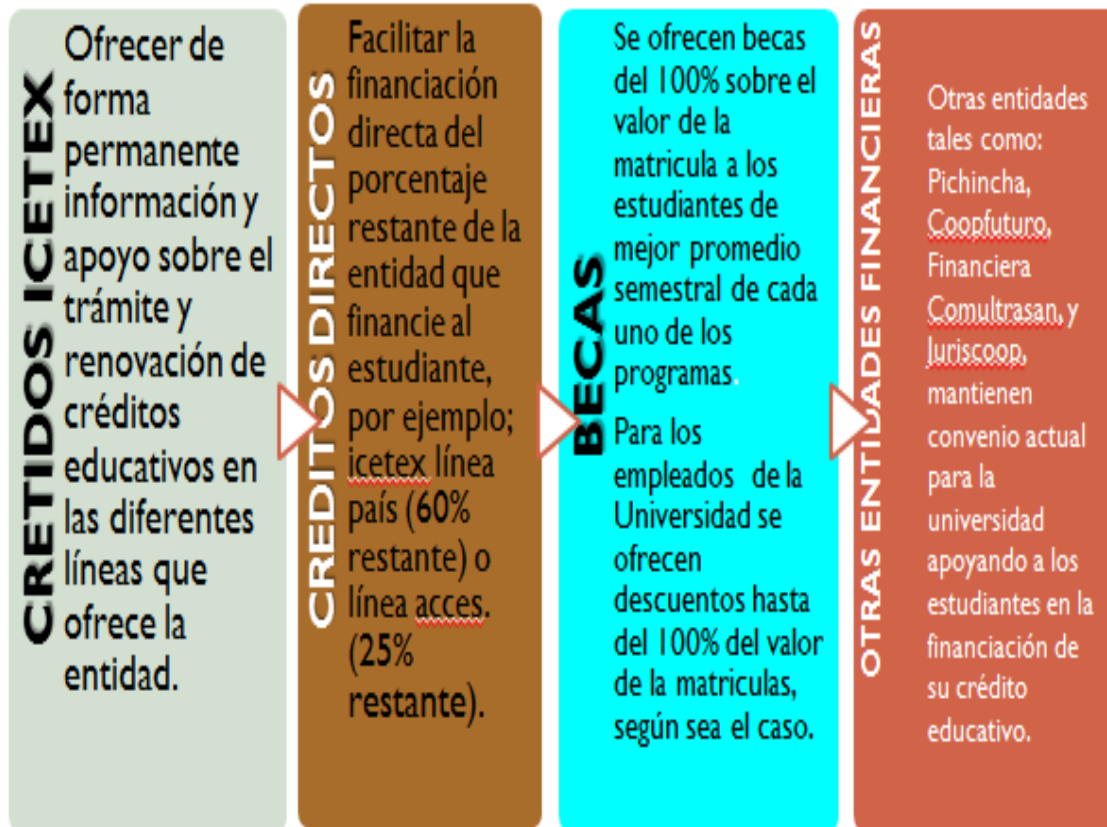 CRETIDOS ICETEX
Ofrecer de
forma
permanente
información y
apoyo sobre el
trámite y
renovación de
créditos
educativos en
las diferentes
líneas que
ofrece la
entidad.
CREDITOS DIRECTOS
Facilitar la
financiación
directa del
porcentaje
restante de la
entidad que
financie al
estudiante,
por ejemplo;
icetex línea
país (60%
restante) o
línea acces.
(25%
restante).
BECAS
Se ofrecen becas
del 100% sobre el
valor de la
matricula a los
estudiantes de
mejor promedio
semestral de cada
uno de los
programas.
Para los
empleados de la
Universidad se
ofrecen
descuentos hasta
del 100% del valor
de la matriculas,
según sea el caso.
OTRAS ENTIDADES FINANCIERAS
Otras entidades
tales como:
Pichincha,
Coopfuturo,
Financiera
Comultrasan, y
Juriscoop,
mantienen
convenio actual
para la
universidad
apoyando a los
estudiantes en la
financiación de
su crédito
educativo.